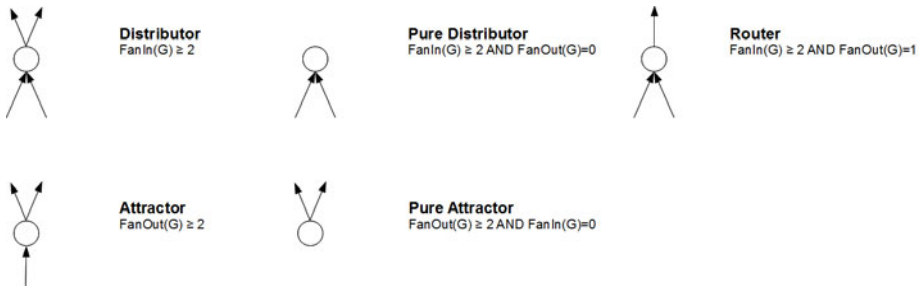 Distributor
FanIn(G) ≥ 2
Pure Distributor
FanIn(G) ≥ 2 AND FanOut(G)=0
Router
FanIn(G) ≥ 2 AND FanOut(G)=1
Attractor
FanOut(G) ≥ 2
Pure Attractor
FanOut(G) ≥ 2 AND FanIn(G)=0